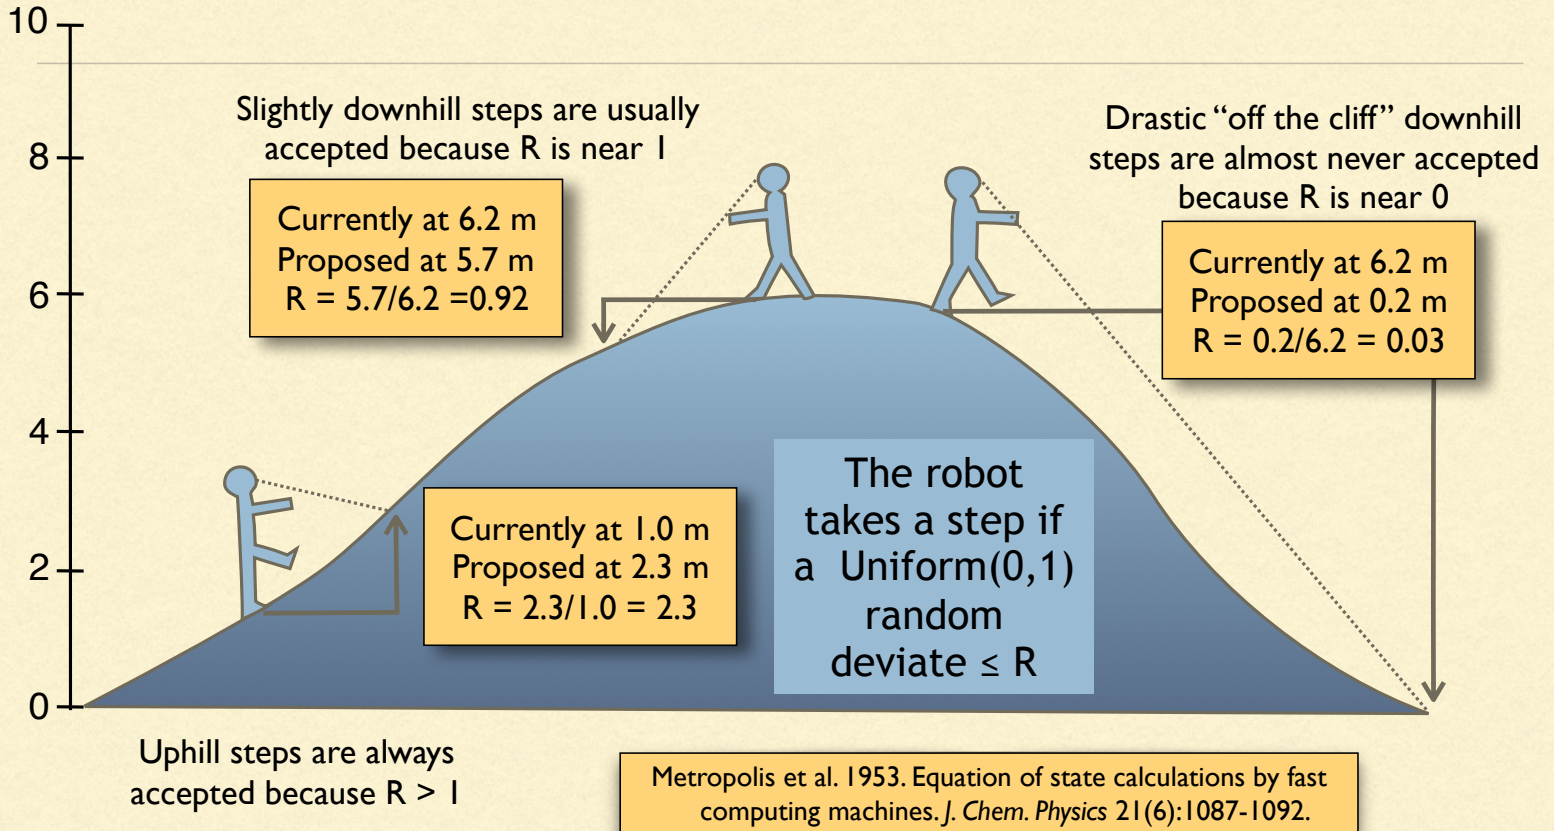 10
8
6
4
2
0
Slightly downhill steps are usually
accepted because R is near 1
Currently at 6.2 m
Proposed at 5.7 m
R = 5.7/6.2 =0.92
Drastic “off the cliff” downhill
steps are almost never accepted
because R is near 0
Currently at 6.2 m
Proposed at 0.2 m
R = 0.2/6.2 = 0.03
Currently at 1.0 m
Proposed at 2.3 m
R = 2.3/1.0 = 2.3
The robot
takes a step if
a Uniform(0,1)
random
deviate ≤ R
Uphill steps are always
accepted because R > 1
Metropolis et al. 1953. Equation of state calculations by fast
computing machines. J. Chem. Physics 21(6):1087-1092.